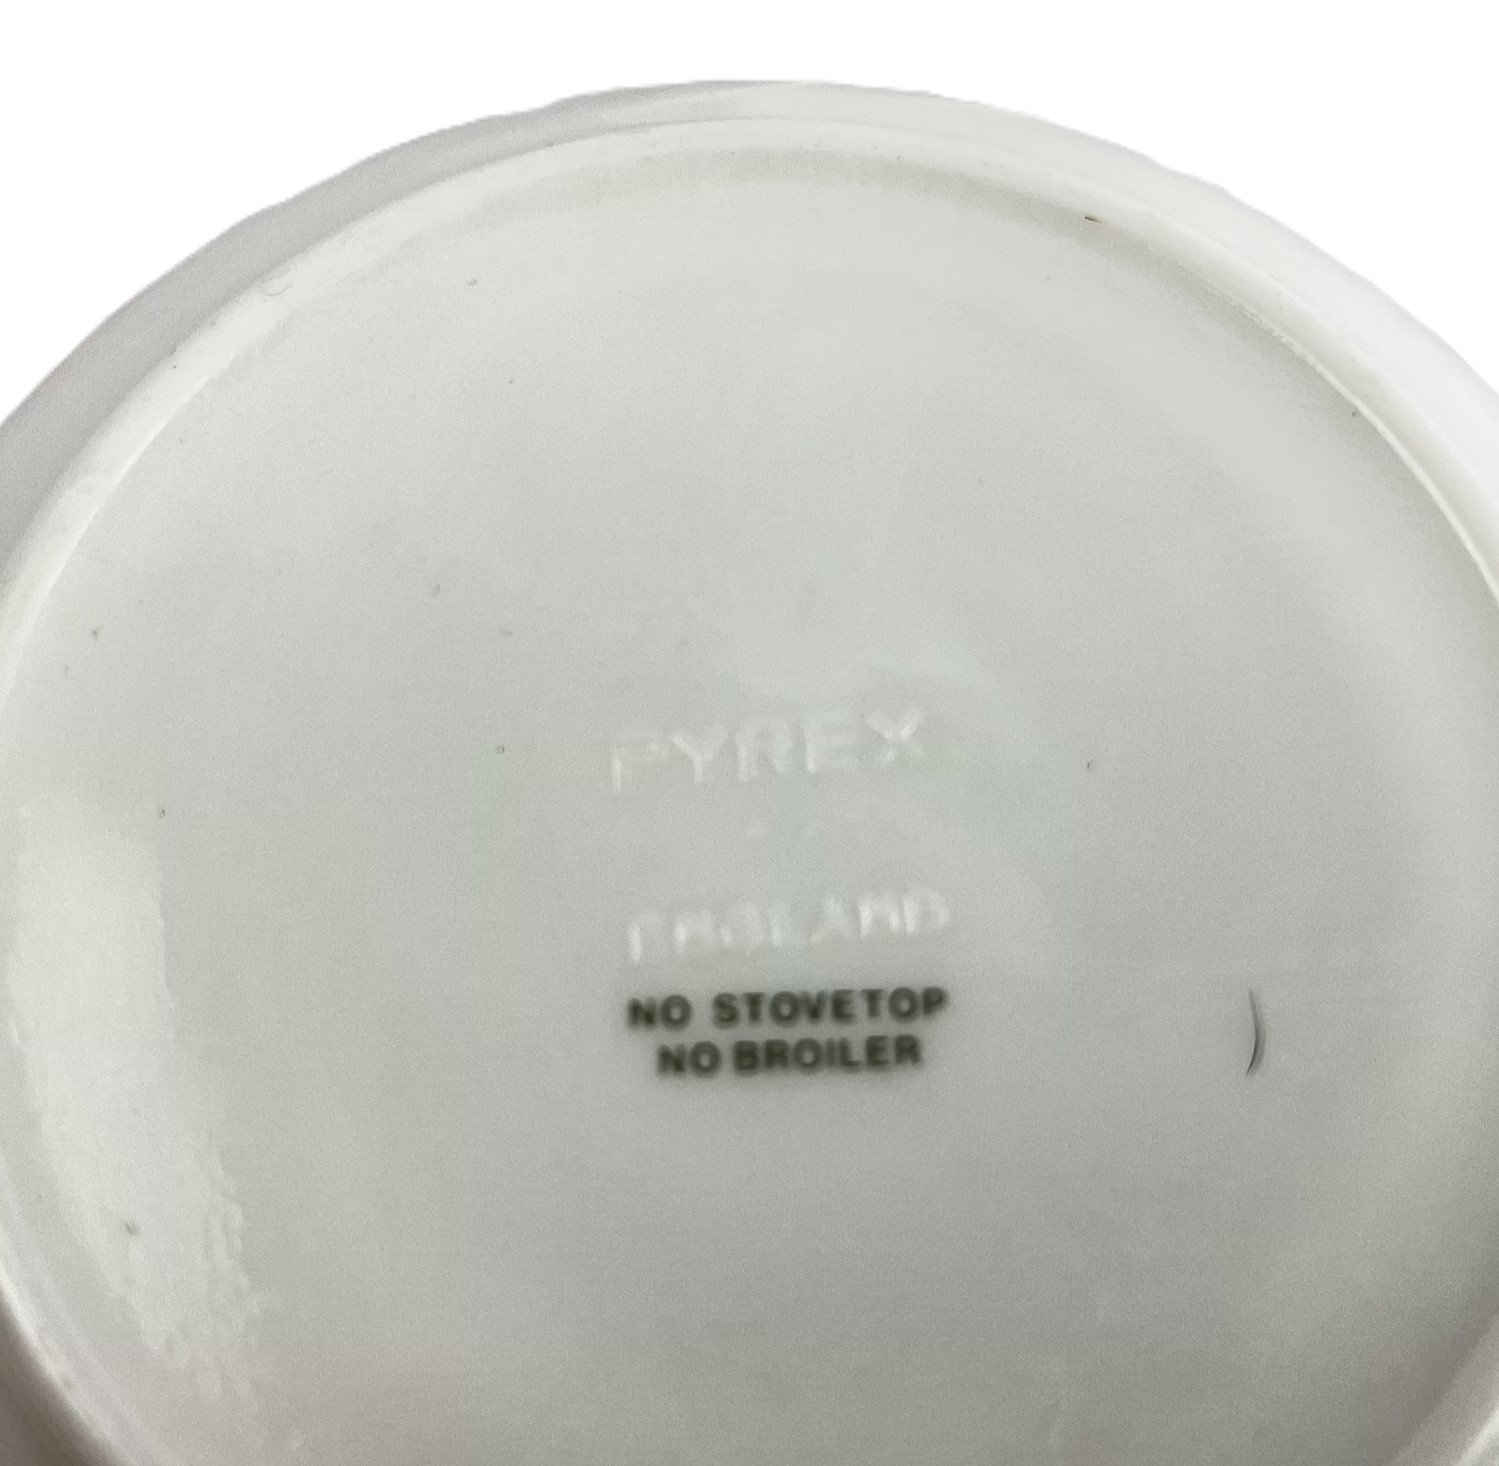 PYREX
ENGLAND
NO STOVETOP
NO BROILER